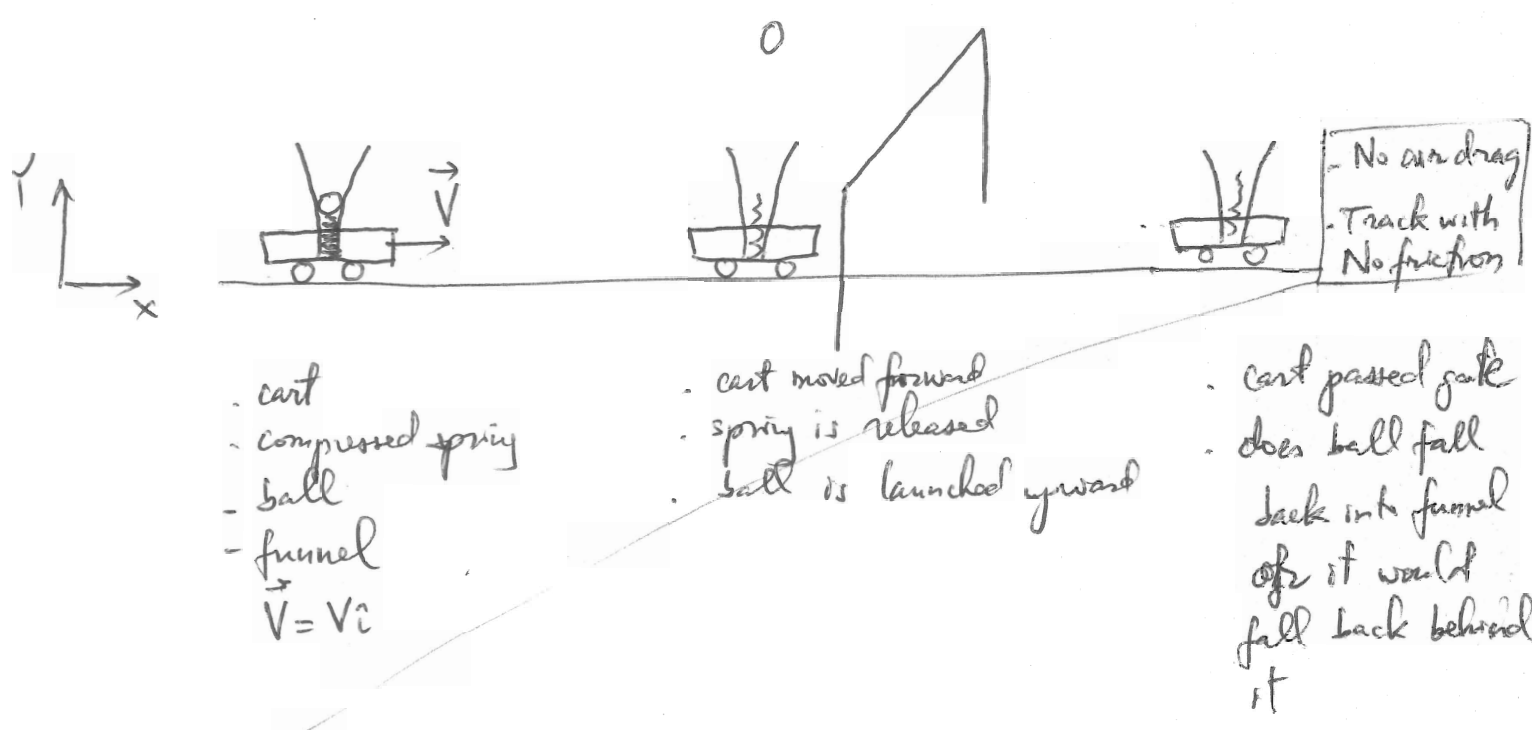 O
Y
x
V
- No air drag
- Track with
No friction
. cart
. compressed spring
- ball
- funnel
V = Vî
. cart moved forward
. spring is released
. ball is launched upward
. cart passed gate
. does ball fall
back into funnel
or it would
fall back behind
it